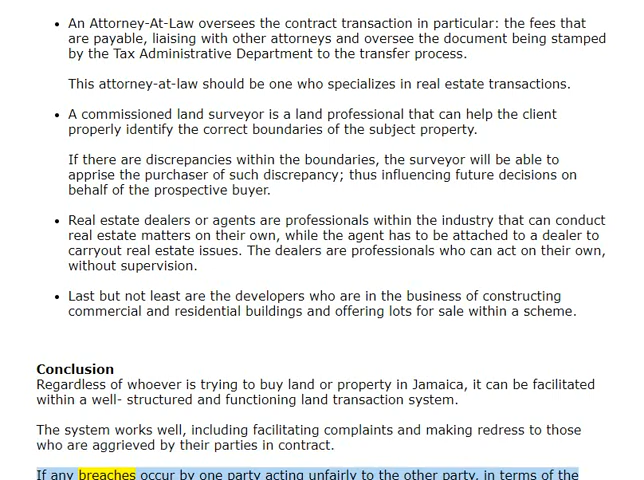 • An Attorney-At-Law oversees the contract transaction in particular: the fees that
are payable, liaising with other attorneys and oversee the document being stamped
by the Tax Administrative Department to the transfer process.
This attorney-at-law should be one who specializes in real estate transactions.
• A commissioned land surveyor is a land professional that can help the client
properly identify the correct boundaries of the subject property.
If there are discrepancies within the boundaries, the surveyor will be able to
apprise the purchaser of such discrepancy; thus influencing future decisions on
behalf of the prospective buyer.
• Real estate dealers or agents are professionals within the industry that can conduct
real estate matters on their own, while the agent has to be attached to a dealer to
carryout real estate issues. The dealers are professionals who can act on their own,
without supervision.
• Last but not least are the developers who are in the business of constructing
commercial and residential buildings and offering lots for sale within a scheme.
Conclusion
Regardless of whoever is trying to buy land or property in Jamaica, it can be facilitated
within a well- structured and functioning land transaction system.
The system works well, including facilitating complaints and making redress to those
who are aggrieved by their parties in contract.
If any breaches occur by one party acting unfairly to the other party, in terms of the